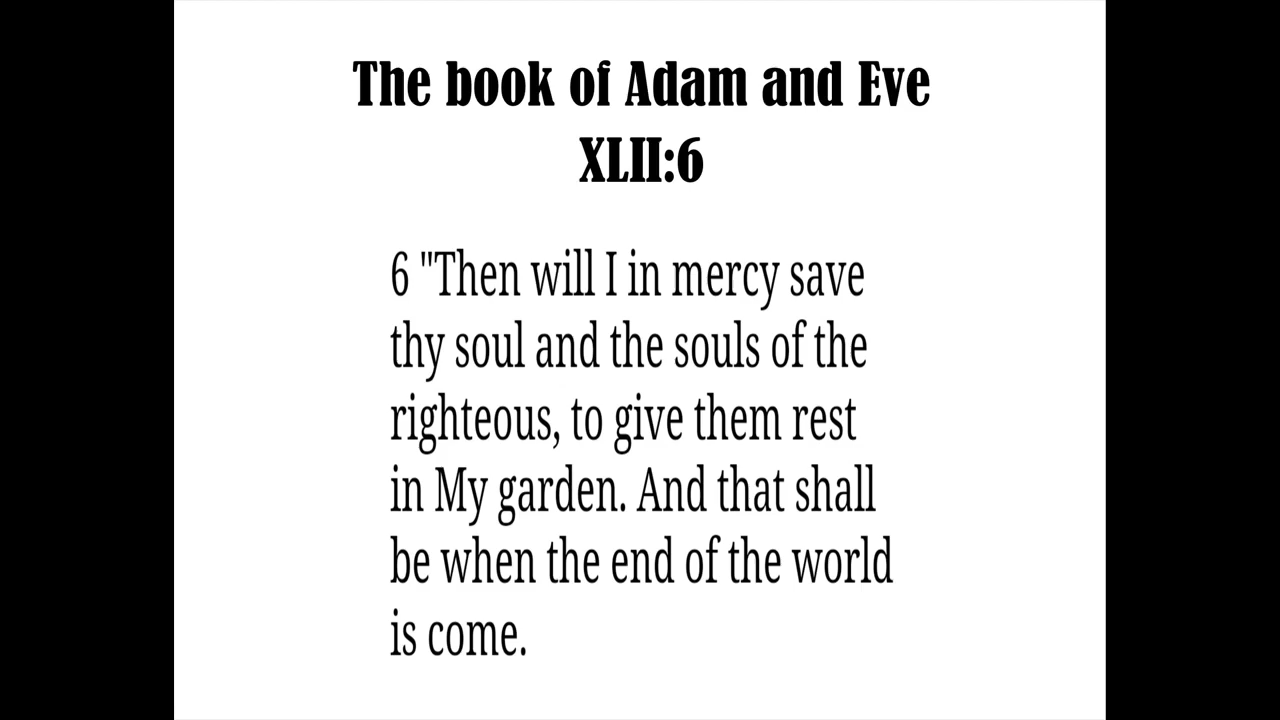 The book of Adam and Eve
XLII:6
6 "Then will I in mercy save
thy soul and the souls of the
righteous, to give them rest
in My garden. And that shall
be when the end of the world
is come.